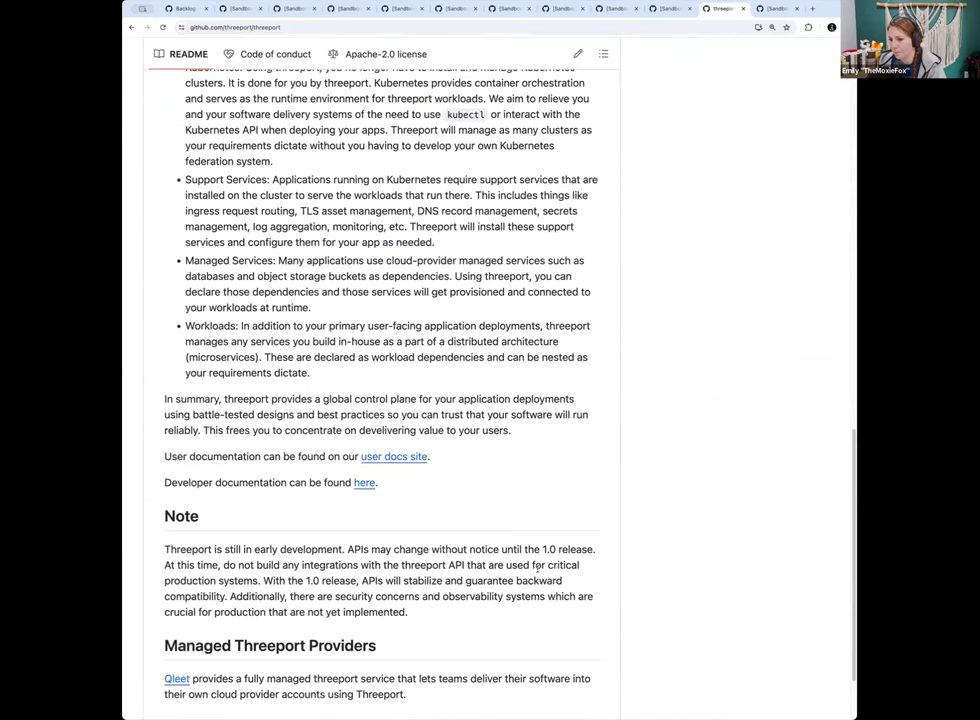 Backlog
[Sandbo
[Sandb
[Sandbo
[Sandbo
[Sandbo
[Sandbo
[Sandbo
[Sandbo
[Sandbo
threepo
[Sandbo
github.com/threeport/threeport
README
Code of conduct
Apache-2.0 license
clusters. It is done for you by threeport. Kubernetes provides container orchestration
and serves as the runtime environment for threeport workloads. We aim to relieve you
and your software delivery systems of the need to use kubectl or interact with the
Kubernetes API when deploying your apps. Threeport will manage as many clusters as
your requirements dictate without you having to develop your own Kubernetes
federation system.
• Support Services: Applications running on Kubernetes require support services that are
installed on the cluster to serve the workloads that run there. This includes things like
ingress request routing, TLS asset management, DNS record management, secrets
management, log aggregation, monitoring, etc. Threeport will install these support
services and configure them for your app as needed.
• Managed Services: Many applications use cloud-provider managed services such as
databases and object storage buckets as dependencies. Using threeport, you can
declare those dependencies and those services will get provisioned and connected to
your workloads at runtime.
• Workloads: In addition to your primary user-facing application deployments, threeport
manages any services you build in-house as a part of a distributed architecture
(microservices). These are declared as workload dependencies and can be nested as
your requirements dictate.
In summary, threeport provides a global control plane for your application deployments
using battle-tested designs and best practices so you can trust that your software will run
reliably. This frees you to concentrate on develivering value to your users.
User documentation can be found on our user docs site.
Developer documentation can be found here.
Note
Threeport is still in early development. APIs may change without notice until the 1.0 release.
At this time, do not build any integrations with the threeport API that are used for critical
production systems. With the 1.0 release, APIs will stabilize and guarantee backward
compatibility. Additionally, there are security concerns and observability systems which are
crucial for production that are not yet implemented.
Managed Threeport Providers
Qleet provides a fully managed threeport service that lets teams deliver their software into
their own cloud provider accounts using Threeport.
Emily "TheMoxieFox"